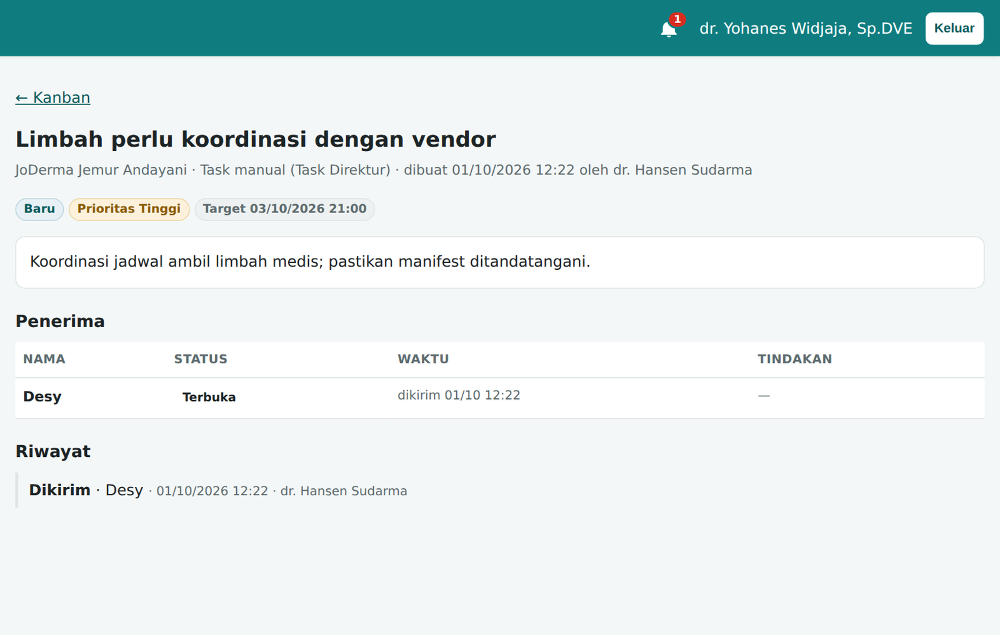 1
dr. Yohanes Widjaja, Sp.DVE
Keluar
← Kanban
Limbah perlu koordinasi dengan vendor
JoDerma Jemur Andayani · Task manual (Task Direktur) · dibuat 01/10/2026 12:22 oleh dr. Hansen Sudarma
Baru Prioritas Tinggi Target 03/10/2026 21:00
Koordinasi jadwal ambil limbah medis; pastikan manifest ditandatangani.
Penerima
NAMA STATUS WAKTU TINDAKAN
Desy Terbuka dikirim 01/10 12:22 —
Riwayat
Dikirim · Desy · 01/10/2026 12:22 · dr. Hansen Sudarma